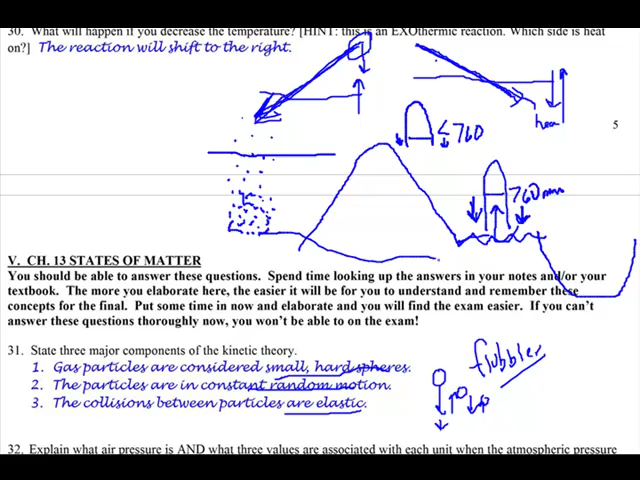 30. What will happen if you decrease the temperature? [HINT: this is an EXOthermic reaction. Which side is heat
on?] The reaction will shift to the right.
≤760
hea
5
760mm
V. CH. 13 STATES OF MATTER
You should be able to answer these questions. Spend time looking up the answers in your notes and/or your
textbook. The more you elaborate here, the easier it will be for you to understand and remember these
concepts for the final. Put some time in now and elaborate and you will find the exam easier. If you can't
answer these questions thoroughly now, you won't be able to on the exam!
31. State three major components of the kinetic theory.
1. Gas particles are considered small, hard spheres.
2. The particles are in constant random motion.
3. The collisions between particles are elastic.
flubber
32. Explain what air pressure is AND what three values are associated with each unit when the atmospheric pressure